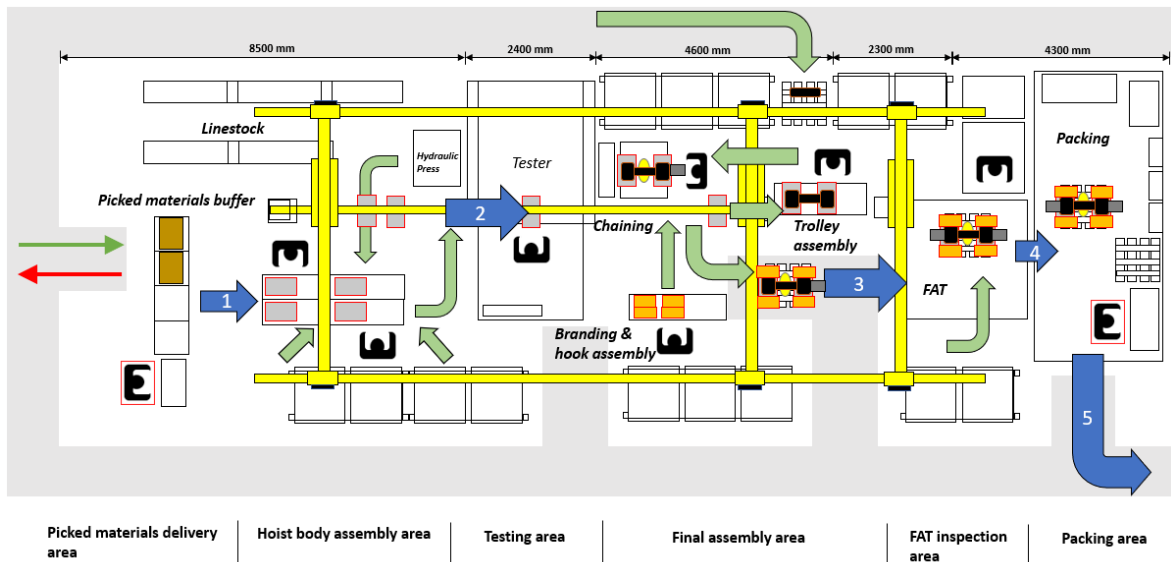 8500 mm
2400 mm
4600 mm
2300 mm
4300 mm
Linestock
Hydraulic
Press
Tester
Packing
Picked materials buffer
2
Chaining
Trolley
assembly
1
3
4
FAT
Branding &
hook assembly
5
Picked materials delivery
area
Hoist body assembly area
Testing area
Final assembly area
FAT inspection
area
Packing area